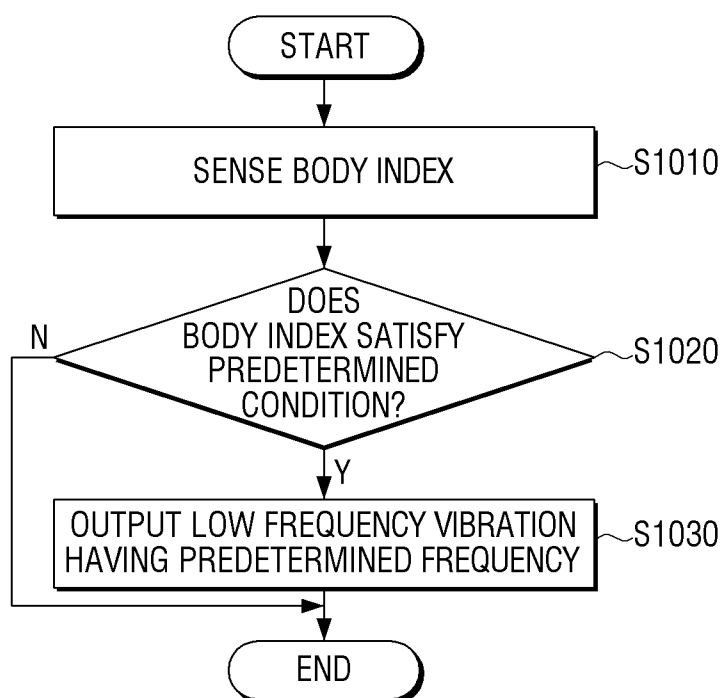 START
SENSE BODY INDEX
S1010
DOES
BODY INDEX SATISFY
PREDETERMINED
CONDITION?
N
S1020
Y
OUTPUT LOW FREQUENCY VIBRATION
HAVING PREDETERMINED FREQUENCY
S1030
END